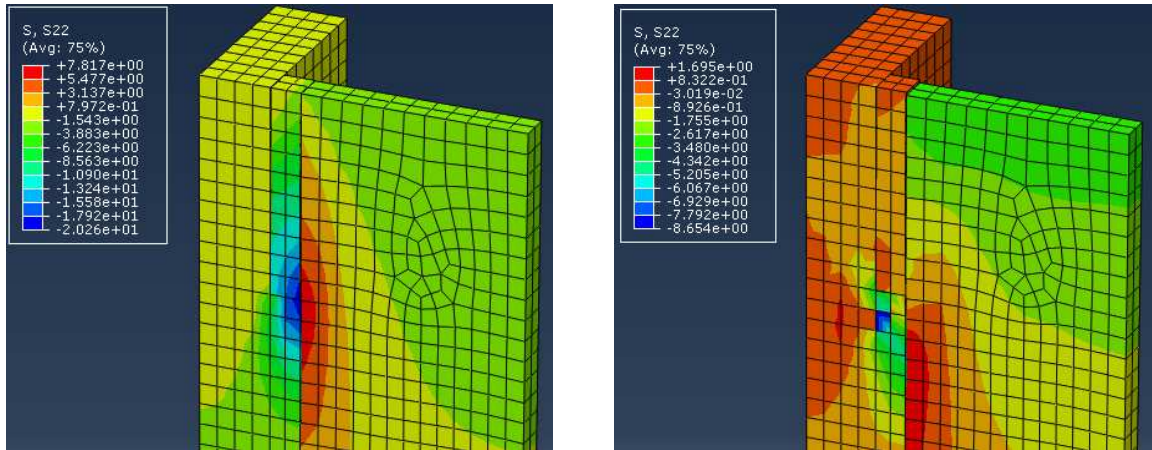 S, S22
(Avg: 75%)
+7.817e+00
+5.477e+00
+3.137e+00
+7.972e-01
-1.543e+00
-3.883e+00
-6.223e+00
-8.563e+00
-1.090e+01
-1.324e+01
-1.558e+01
-1.792e+01
-2.026e+01
S, S22
(Avg: 75%)
+1.695e+00
+8.322e-01
-3.019e-02
-8.926e-01
-1.755e+00
-2.617e+00
-3.480e+00
-4.342e+00
-5.205e+00
-6.067e+00
-6.929e+00
-7.792e+00
-8.654e+00